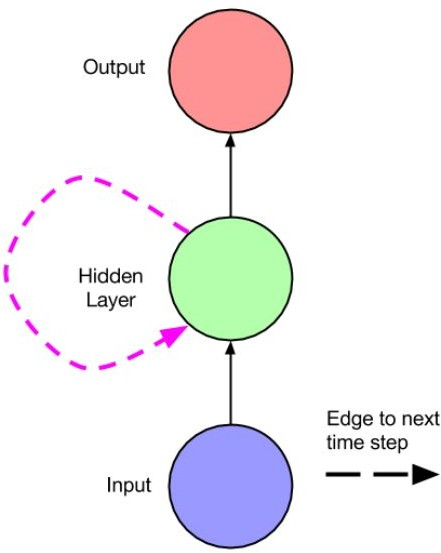 Output
Hidden
Layer
Edge to next
time step
Input